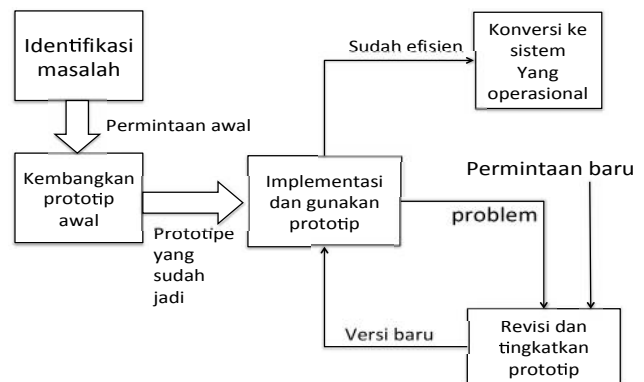 Identifikasi
masalah
Permintaan awal
Kembangkan
prototip
awal
Prototipe
yang
sudah
jadi
Implementasi
dan gunakan
prototip
Sudah efisien
Konversi ke
sistem
Yang
operasional
Permintaan baru
problem
Versi baru
Revisi dan
tingkatkan
prototip